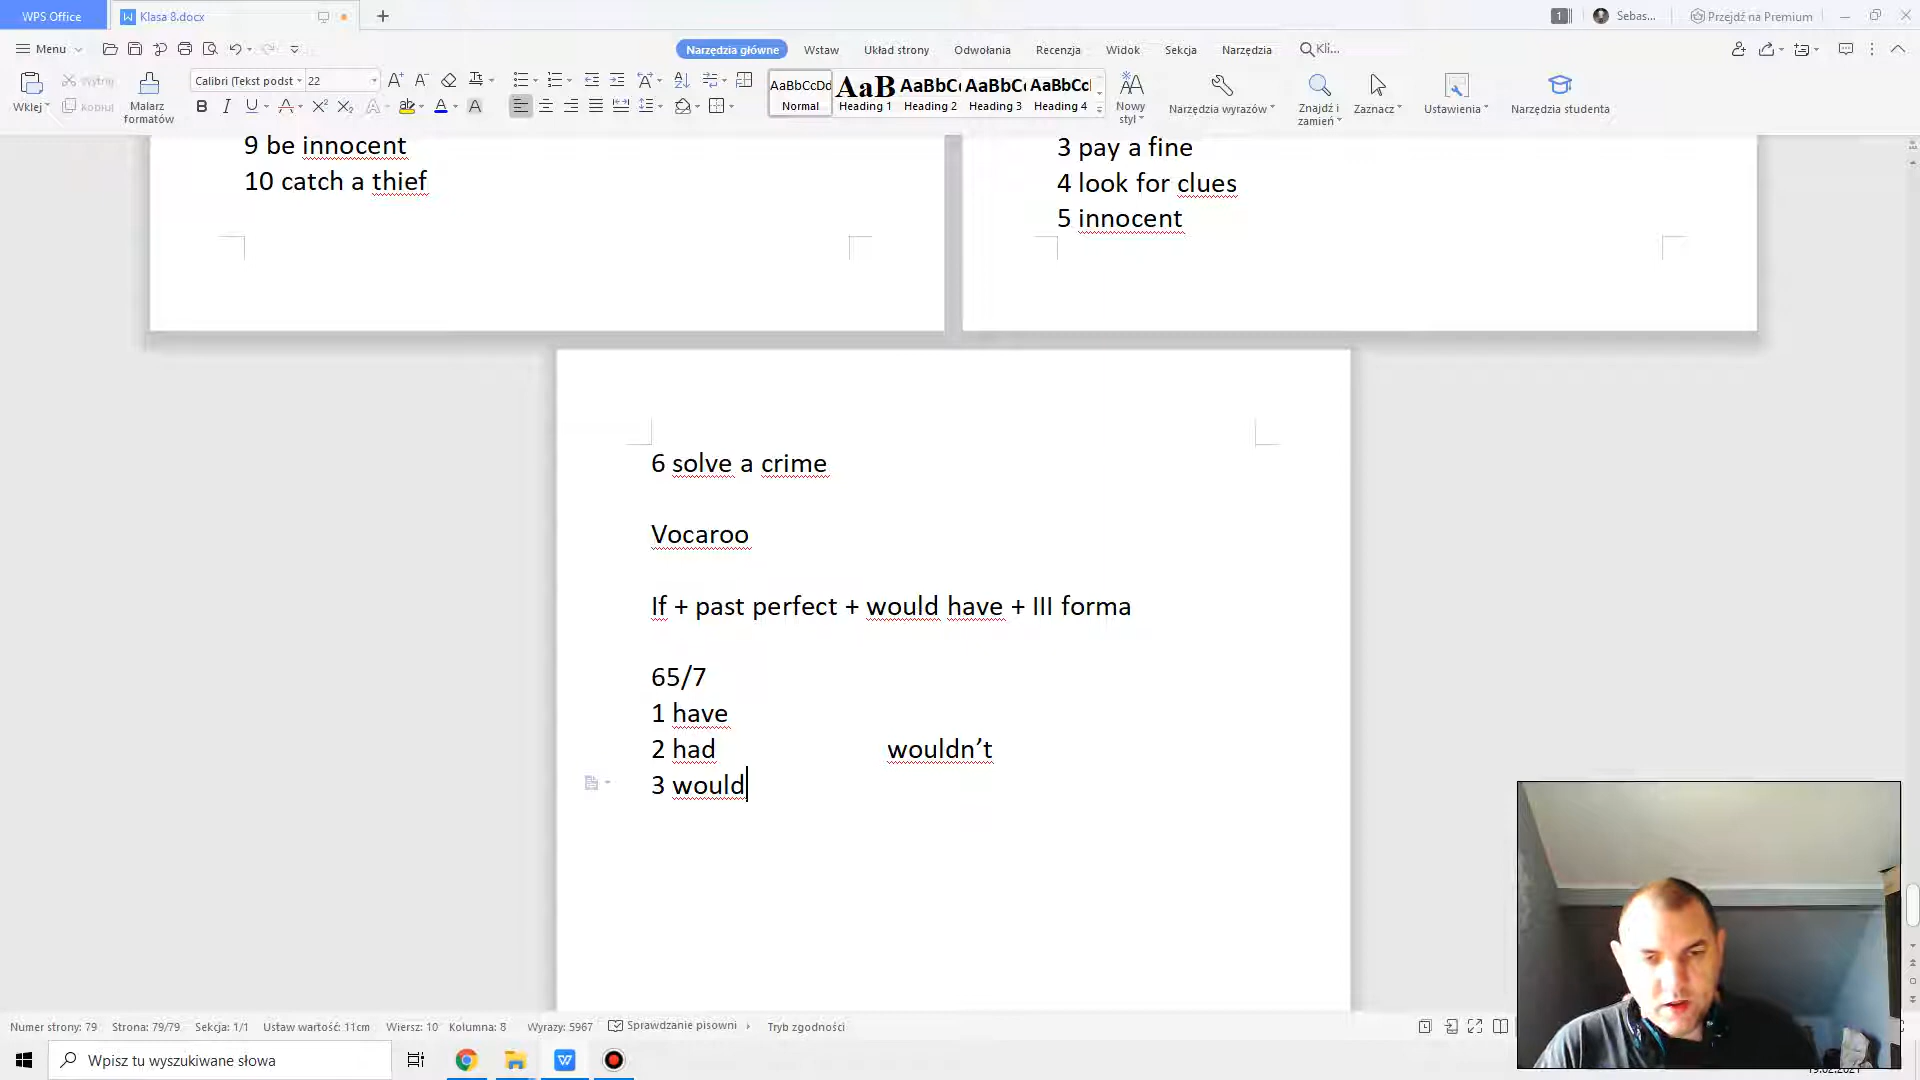 WPS Office
Klasa 8.docx
1
Sebas...
Przejdź na Premium
Menu
Narzędzia główne
Wstaw
Układ strony
Odwołania
Recenzja
Widok
Sekcja
Narzędzia
Kli...
Wklej
Wytnij
Kopiuj
Malarz formatów
Calibri (Tekst podst
22
AaBbCcDd
Normal
AaB
Heading 1
AaBbC
Heading 2
AaBbC
Heading 3
AaBbC
Heading 4
Nowy styl
Narzędzia wyrazów
Znajdź i zamień
Zaznacz
Ustawienia
Narzędzia studenta
9 be innocent
10 catch a thief
3 pay a fine
4 look for clues
5 innocent
6 solve a crime
Vocaroo
If + past perfect + would have + III forma
65/7
1 have
2 had wouldn’t
3 would
Numer strony: 79
Strona: 79/79
Sekcja: 1/1
Ustaw wartość: 11cm
Wiersz: 10
Kolumna: 8
Wyrazy: 5967
Sprawdzanie pisowni
Tryb zgodności
Wpisz tu wyszukiwane słowa